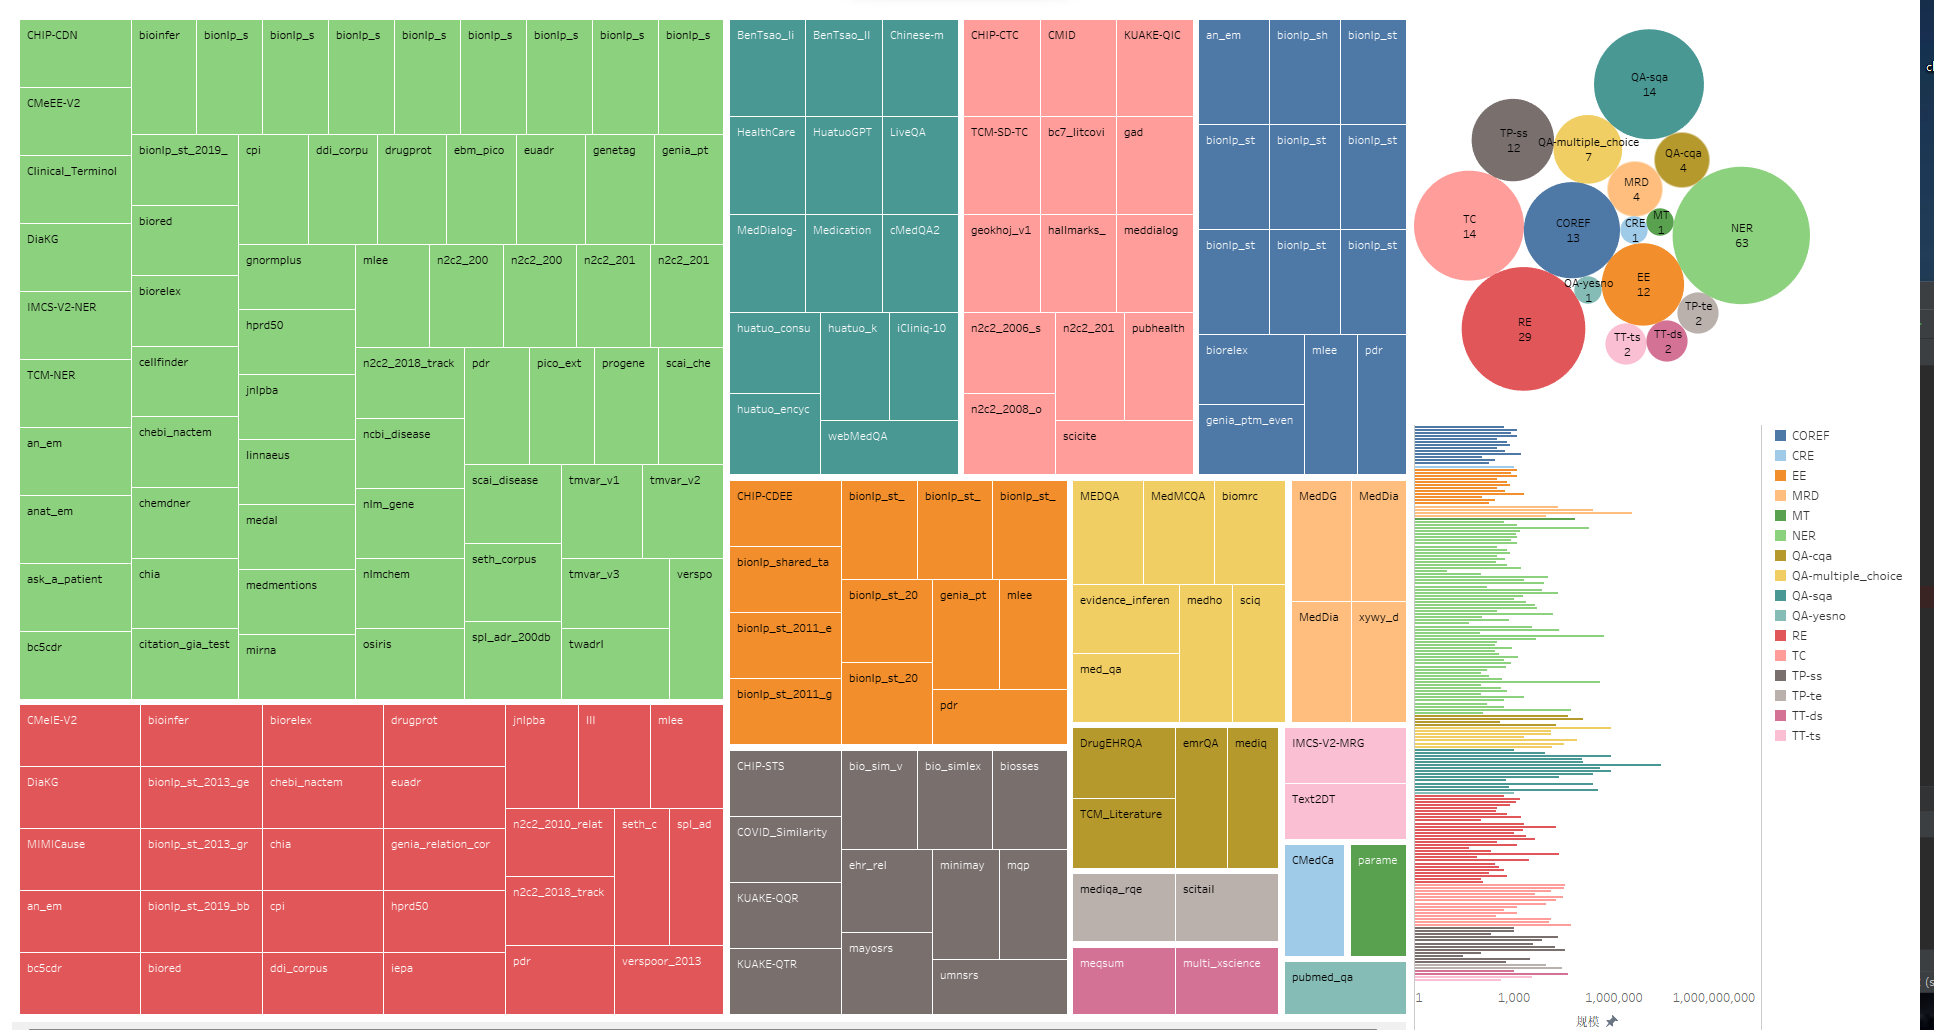 CHIP-CDN
CMeEE-V2
Clinical_Terminol
DiaKG
IMCS-V2-NER
TCM-NER
an_em
anat_em
ask_a_patient
bc5cdr
bioinfer
bionlp_s
bionlp_s
bionlp_s
bionlp_s
bionlp_s
bionlp_s
bionlp_s
bionlp_s
bionlp_st_2019_
biored
biorelex
cellfinder
chebi_nactem
chemdner
chia
citation_gia_test
cpi
ddi_corpu
drugprot
ebm_pico
euadr
genetag
genia_pt
gnormplus
hprd50
jnlpba
linnaeus
medal
medmentions
mirna
mlee
n2c2_200
n2c2_200
n2c2_201
n2c2_201
n2c2_2018_track
ncbi_disease
nlm_gene
nlmchem
osiris
pdr
pico_ext
progene
scai_che
scai_disease
seth_corpus
spl_adr_200db
tmvar_v1
tmvar_v2
tmvar_v3
twadrl
verspo
CMeIE-V2
DiaKG
MIMICause
an_em
bc5cdr
bioinfer
bionlp_st_2013_ge
bionlp_st_2013_gr
bionlp_st_2019_bb
biored
biorelex
chebi_nactem
chia
cpi
ddi_corpus
drugprot
euadr
genia_relation_cor
hprd50
iepa
jnlpba
lll
mlee
n2c2_2010_relat
n2c2_2018_track
pdr
seth_c
spl_ad
verspoor_2013
BenTsao_li
BenTsao_ll
Chinese-m
HealthCare
HuatuoGPT
LiveQA
MedDialog-
Medication
cMedQA2
huatuo_consu
huatuo_encyc
huatuo_k
iCliniq-10
webMedQA
CHIP-CTC
CMID
KUAKE-QIC
TCM-SD-TC
bc7_litcovi
gad
geokhoj_v1
hallmarks_
meddialog
n2c2_2006_s
n2c2_2008_o
n2c2_201
pubhealth
scicite
an_em
bionlp_sh
bionlp_st
bionlp_st
bionlp_st
bionlp_st
bionlp_st
bionlp_st
bionlp_st
biorelex
genia_ptm_even
mlee
pdr
CHIP-CDEE
bionlp_shared_ta
bionlp_st_2011_e
bionlp_st_2011_g
bionlp_st_
bionlp_st_
bionlp_st_
bionlp_st_20
bionlp_st_20
genia_pt
mlee
pdr
CHIP-STS
COVID_Similarity
KUAKE-QQR
KUAKE-QTR
bio_sim_v
bio_simlex
biosses
ehr_rel
mayosrs
minimay
mqp
umnsrs
MEDQA
MedMCQA
biomrc
evidence_inferen
med_qa
medho
sciq
MedDG
MedDia
MedDia
xywy_d
DrugEHRQA
TCM_Literature
emrQA
mediq
IMCS-V2-MRG
Text2DT
mediqa_rqe
scitail
meqsum
multi_xscience
CMedCa
parame
pubmed_qa
QA-sqa
14
TP-ss
12
QA-multiple_choice
7
QA-cqa
4
MRD
4
TC
14
COREF
13
CRE
1
MT
1
NER
63
QA-yesno
1
EE
12
TP-te
2
RE
29
TT-ts
2
TT-ds
2
COREF
CRE
EE
MRD
MT
NER
QA-cqa
QA-multiple_choice
QA-sqa
QA-yesno
RE
TC
TP-ss
TP-te
TT-ds
TT-ts
1
1,000
1,000,000
1,000,000,000
规模